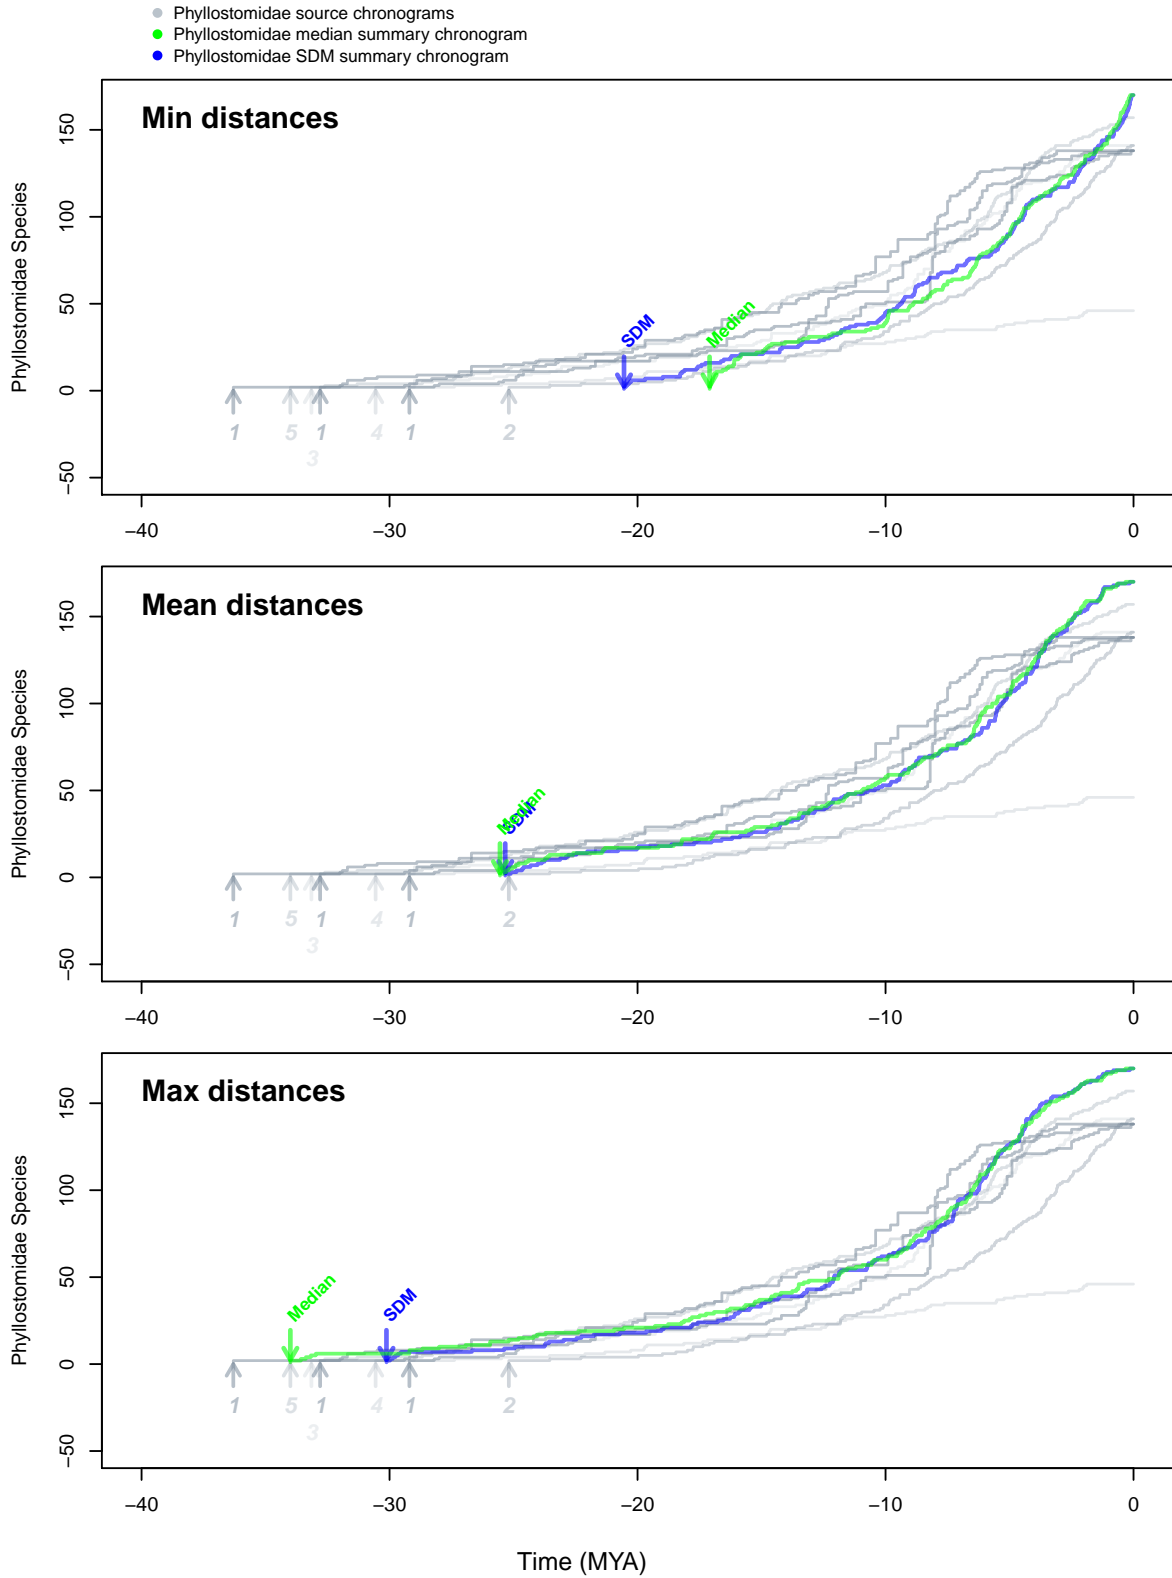 Phyllostomidae source chronograms
Phyllostomidae median summary chronogram
Phyllostomidae SDM summary chronogram
Min distances
Phyllostomidae Species
150
100
50
0
−50
SDM
Median
1 5 1 4 1 2
3
−40 −30 −20 −10 0
Mean distances
Phyllostomidae Species
150
100
50
0
−50
Median
SDM
1 5 1 4 1 2
3
−40 −30 −20 −10 0
Max distances
Phyllostomidae Species
150
100
50
0
−50
Median
SDM
1 5 1 4 1 2
3
−40 −30 −20 −10 0
Time (MYA)